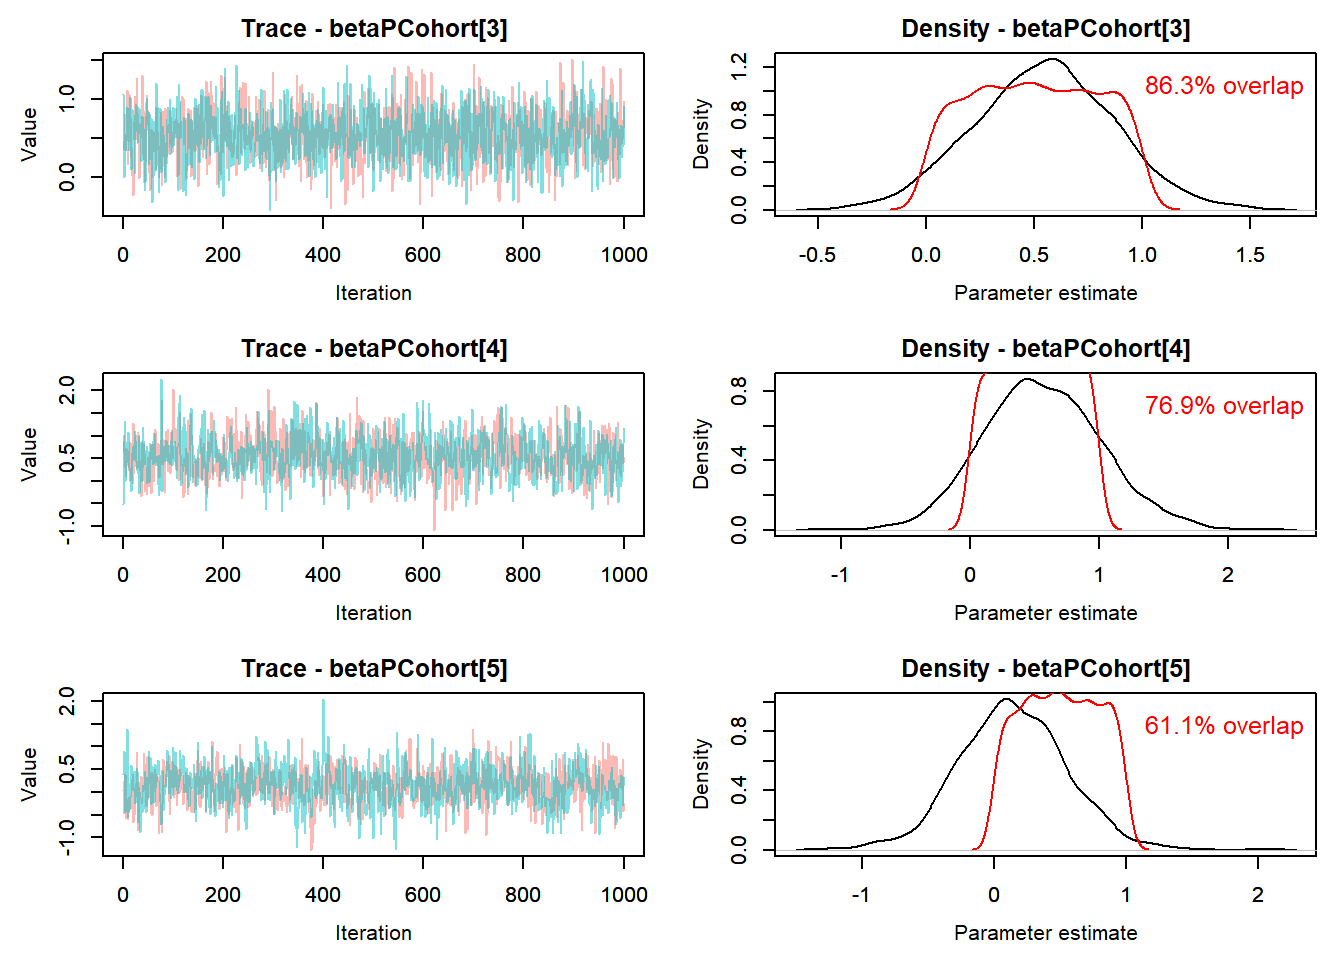 Trace - betaPCohort[3]
Value
0.0 1.0
0 200 400 600 800 1000
Iteration
Density - betaPCohort[3]
86.3% overlap
Density
0.0 0.4 0.8 1.2
-0.5 0.0 0.5 1.0 1.5
Parameter estimate
Trace - betaPCohort[4]
Value
-1.0 0.5 2.0
0 200 400 600 800 1000
Iteration
Density - betaPCohort[4]
76.9% overlap
Density
0.0 0.4 0.8
-1 0 1 2
Parameter estimate
Trace - betaPCohort[5]
Value
-1.0 0.5 2.0
0 200 400 600 800 1000
Iteration
Density - betaPCohort[5]
61.1% overlap
Density
0.0 0.4 0.8
-1 0 1 2
Parameter estimate